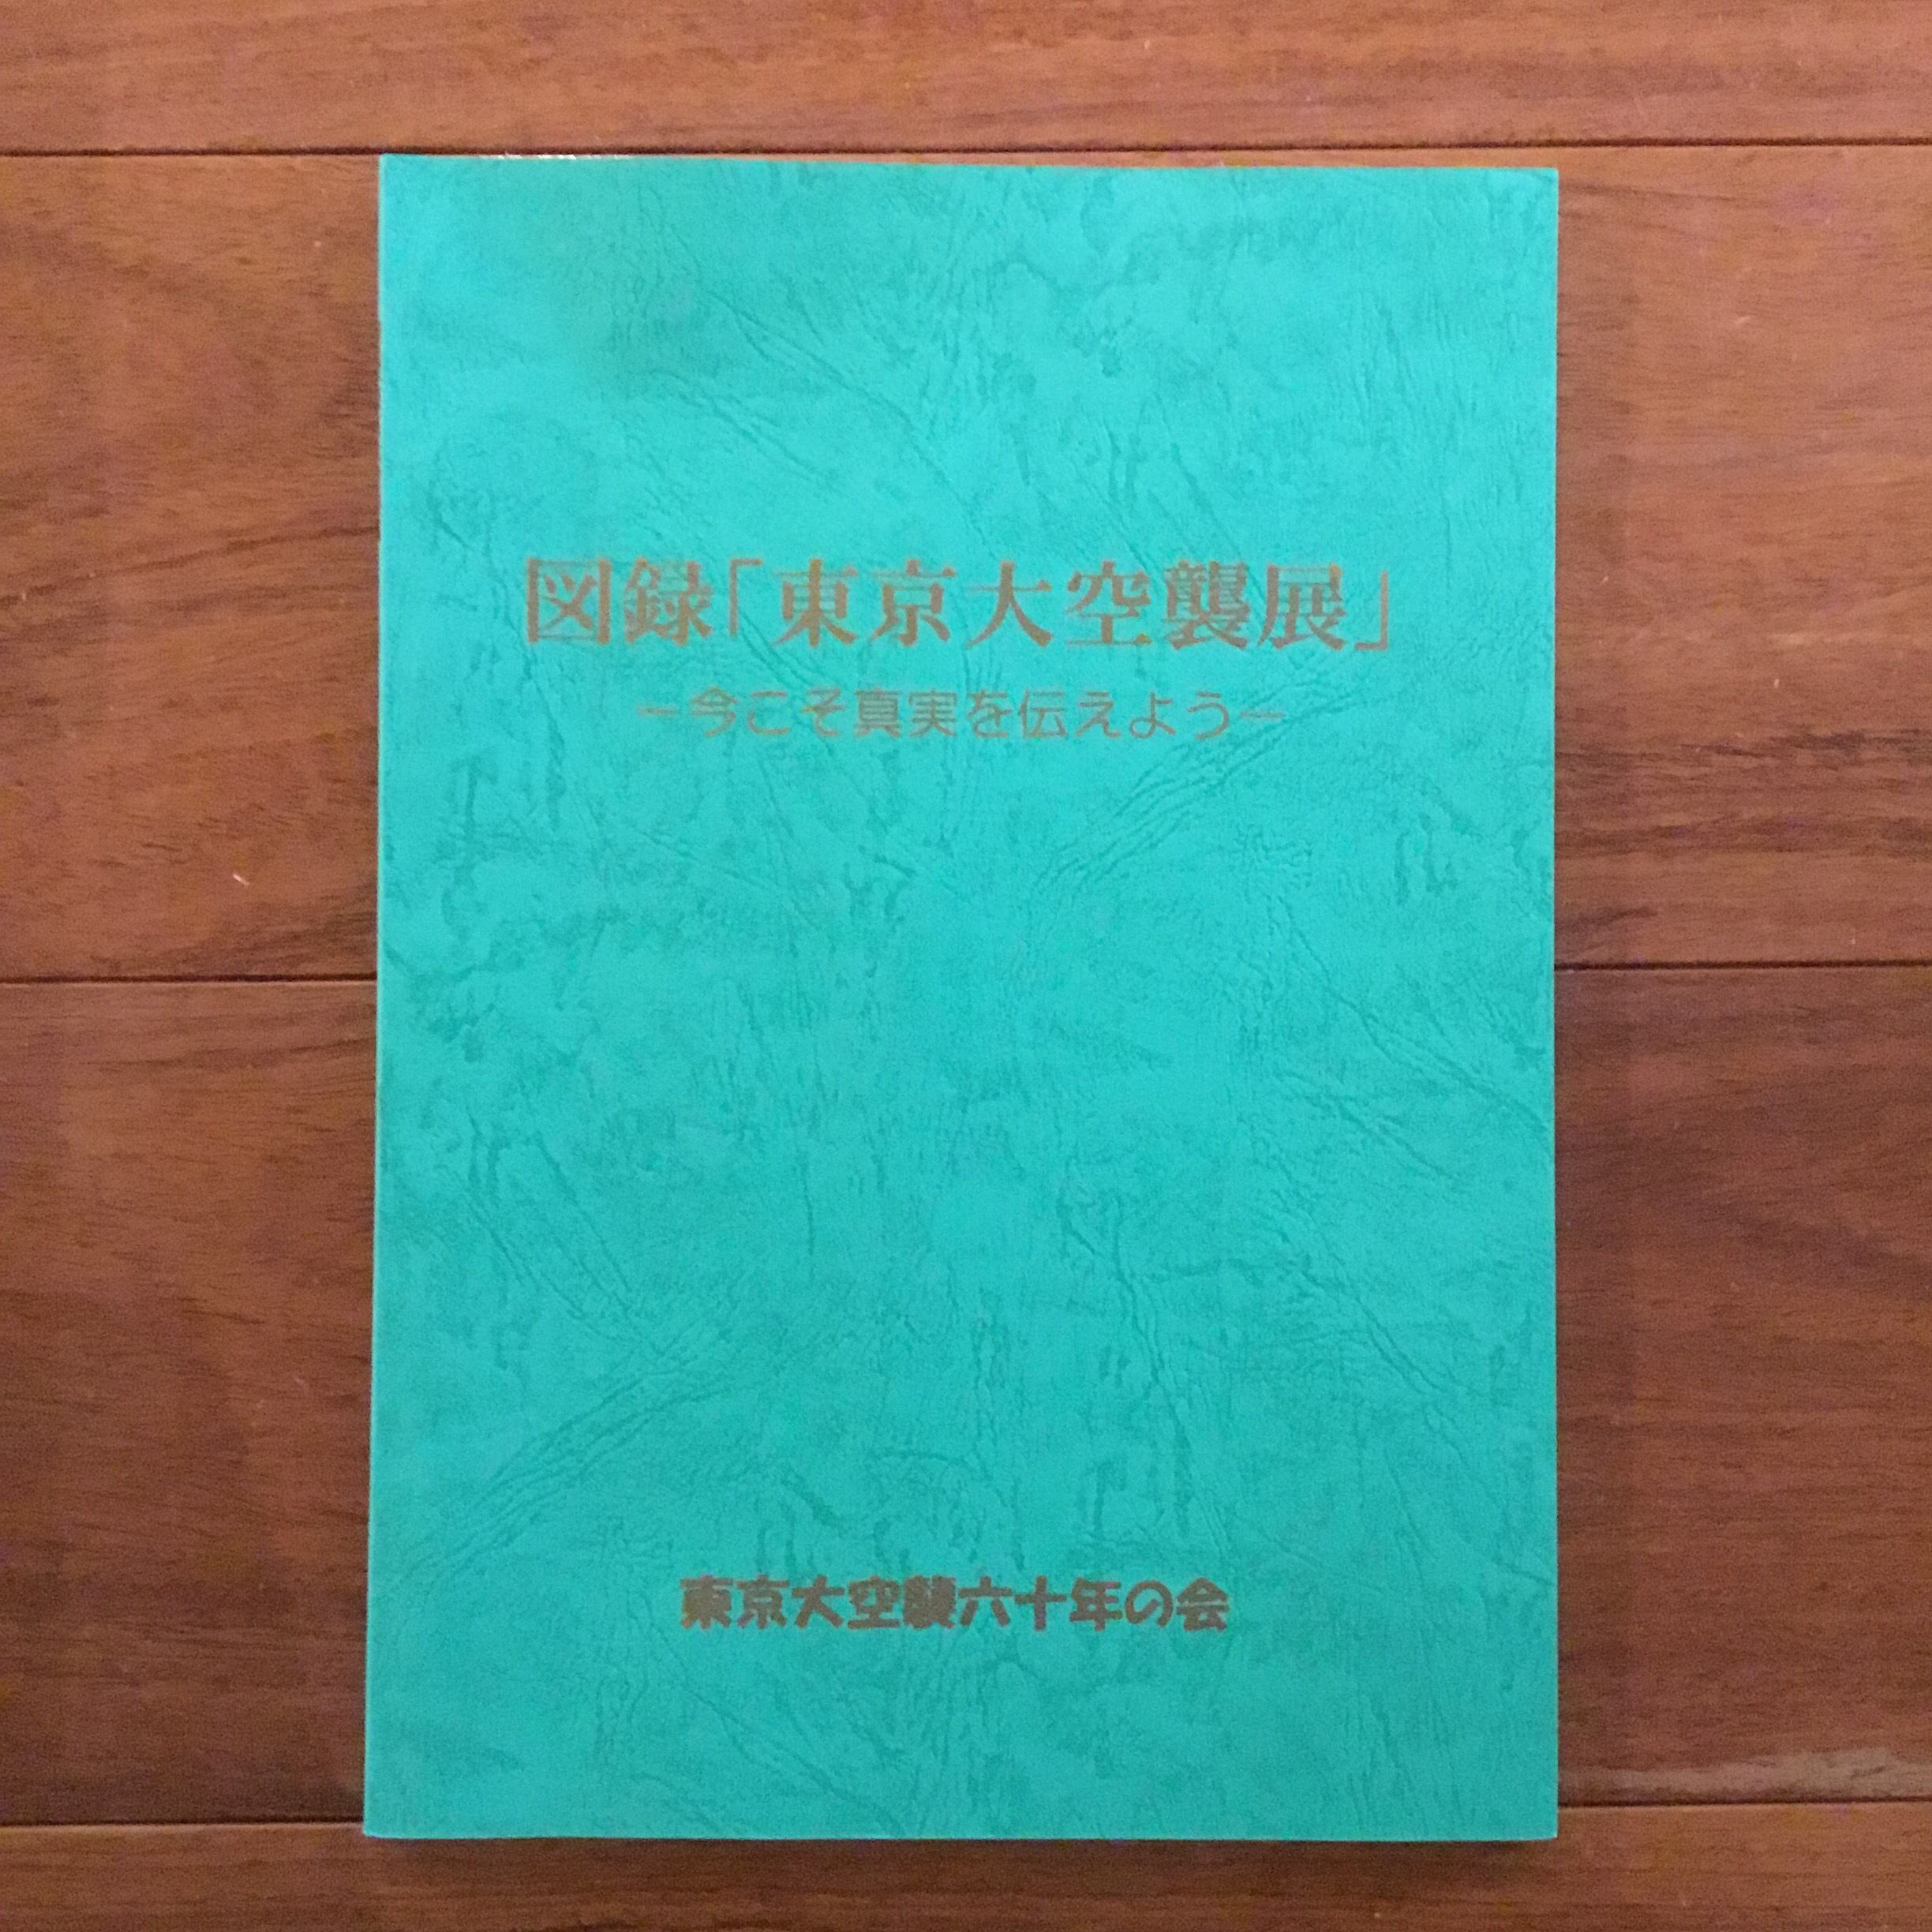 図録「東京大空襲展」
－今こそ真実を伝えよう－
東京大空襲六十年の会